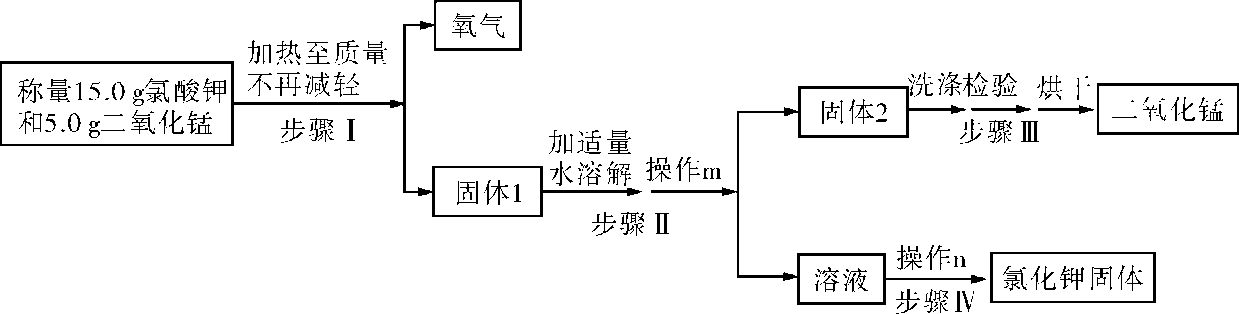 称量15.0 g氯酸钾
和5.0 g二氧化锰
加热至质量
不再减轻
步骤Ⅰ
氧气
固体1
加适量
水溶解
操作m
步骤Ⅱ
固体2
洗涤检验
烘干
步骤Ⅲ
二氧化锰
溶液
操作n
步骤Ⅳ
氯化钾固体